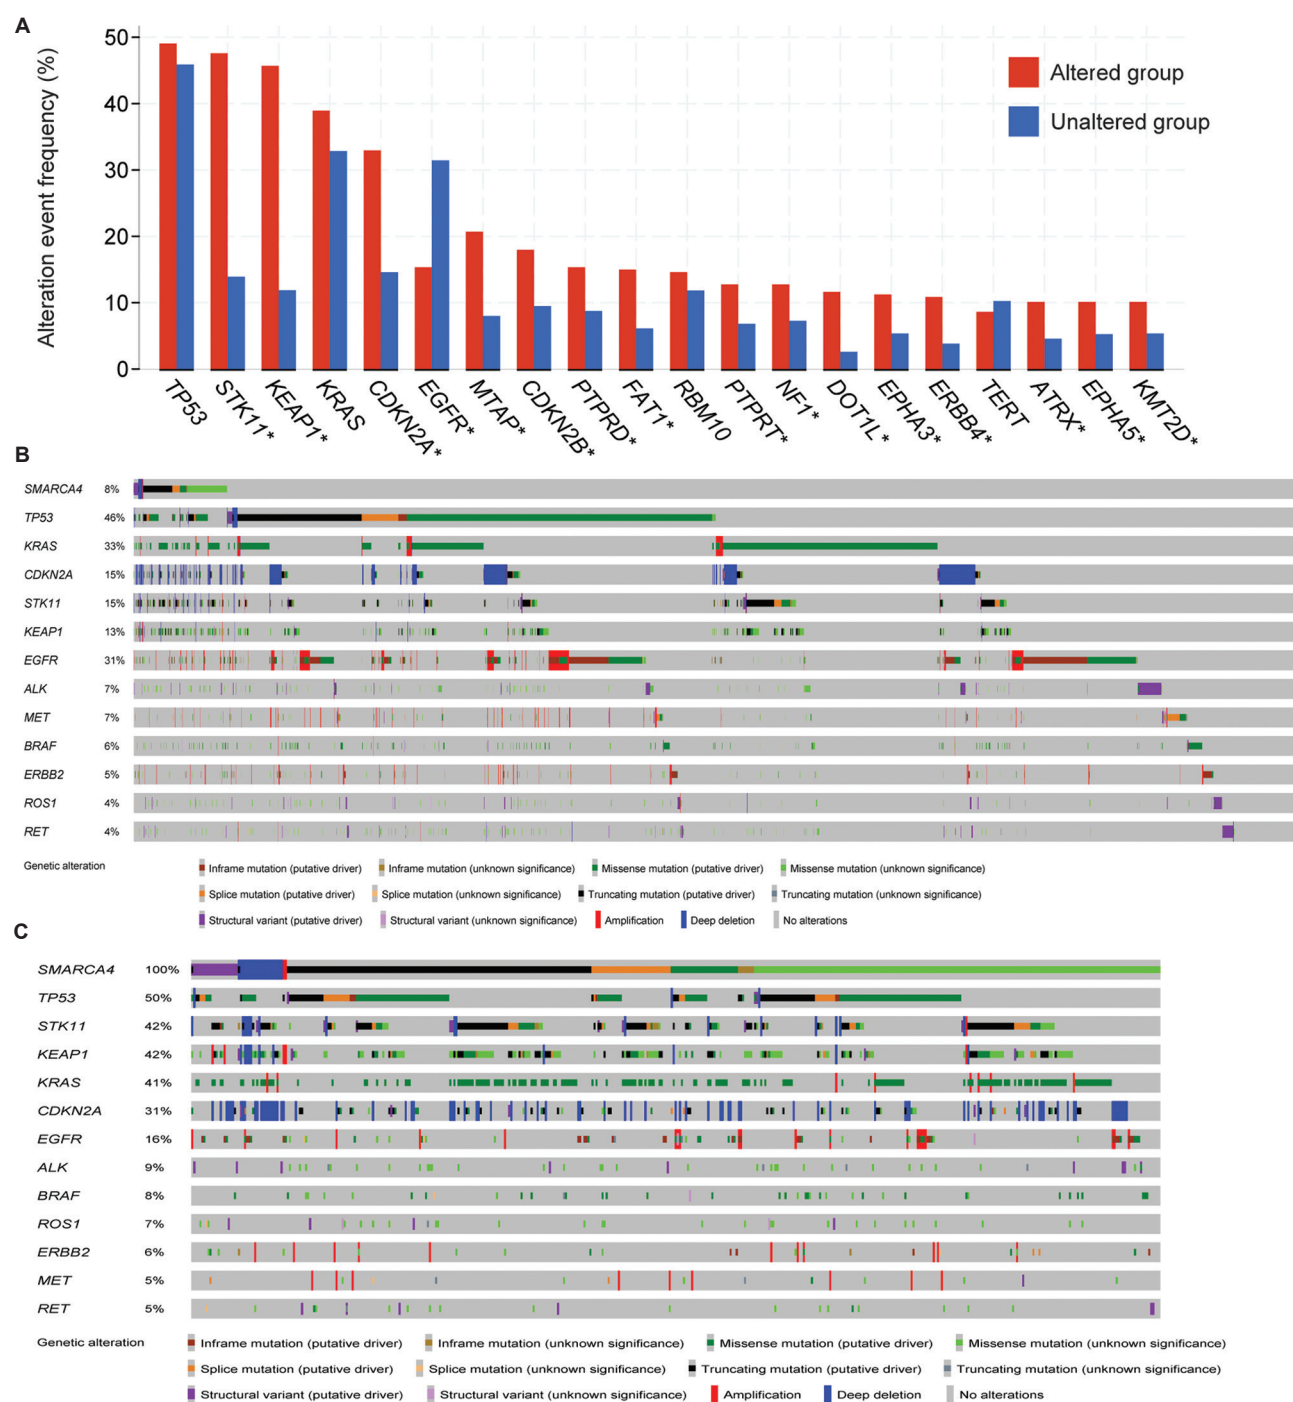 A
Alteration event frequency (%)
50
40
30
20
10
0
Altered group
Unaltered group
TP53
STK11*
KEAP1*
KRAS
CDKN2A*
EGFR*
MTAP*
CDKN2B*
PTPRD*
FAT1*
RBM10
PTPRT*
NF1*
DOT1L*
EPHA3*
ERBB4*
TERT
ATRX*
EPHA5*
KMT2D*
B
SMARCA4 8%
TP53 46%
KRAS 33%
CDKN2A 15%
STK11 15%
KEAP1 13%
EGFR 31%
ALK 7%
MET 7%
BRAF 6%
ERBB2 5%
ROS1 4%
RET 4%
Genetic alteration Inframe mutation (putative driver) Inframe mutation (unknown significance) Missense mutation (putative driver) Missense mutation (unknown significance)
Splice mutation (putative driver) Splice mutation (unknown significance) Truncating mutation (putative driver) Truncating mutation (unknown significance)
Structural variant (putative driver) Structural variant (unknown significance) Amplification Deep deletion No alterations
C
SMARCA4 100%
TP53 50%
STK11 42%
KEAP1 42%
KRAS 41%
CDKN2A 31%
EGFR 16%
ALK 9%
BRAF 8%
ROS1 7%
ERBB2 6%
MET 5%
RET 5%
Genetic alteration Inframe mutation (putative driver) Inframe mutation (unknown significance) Missense mutation (putative driver) Missense mutation (unknown significance)
Splice mutation (putative driver) Splice mutation (unknown significance) Truncating mutation (putative driver) Truncating mutation (unknown significance)
Structural variant (putative driver) Structural variant (unknown significance) Amplification Deep deletion No alterations